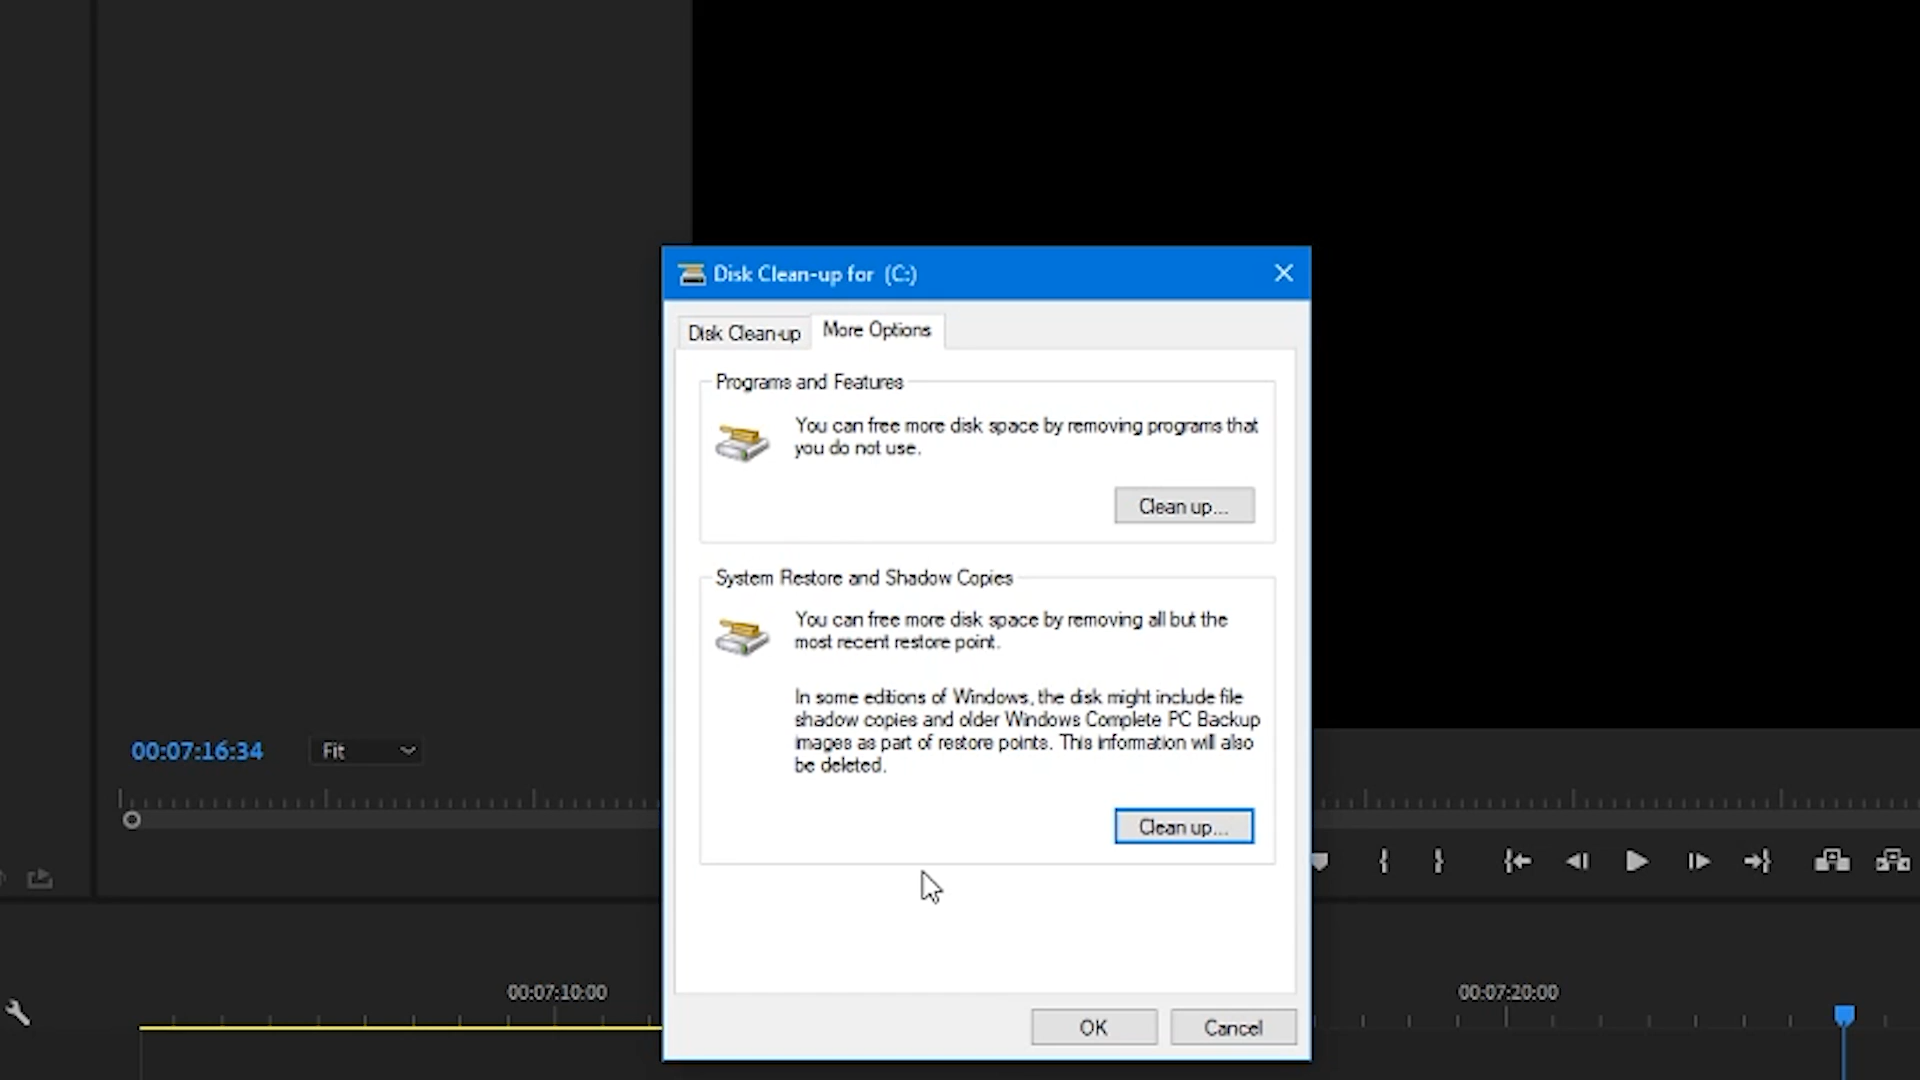 Disk Clean-up for (C:)
Disk Clean-up
More Options
Programs and Features
You can free more disk space by removing programs that
you do not use.
Clean up...
System Restore and Shadow Copies
You can free more disk space by removing all but the
most recent restore point.
In some editions of Windows, the disk might include file
shadow copies and older Windows Complete PC Backup
images as part of restore points. This information will also
be deleted.
Clean up...
00:07:16:34
Fit
00:07:10:00
00:07:20:00
OK
Cancel